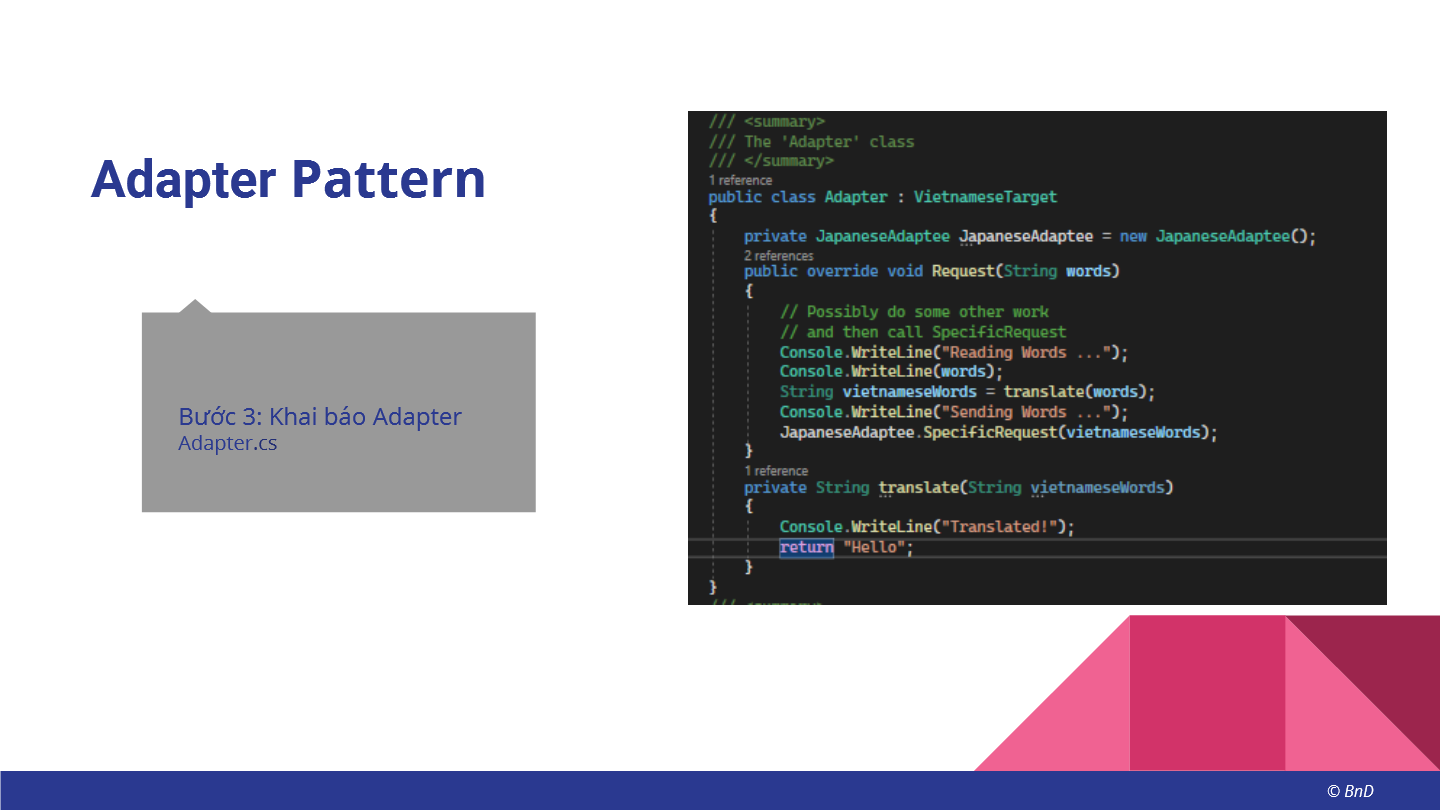 Adapter Pattern
Bước 3: Khai báo Adapter
Adapter.cs
/// <summary>
/// The 'Adapter' class
/// </summary>
1 reference
public class Adapter : VietnameseTarget
{
private JapaneseAdaptee JapaneseAdaptee = new JapaneseAdaptee();
2 references
public override void Request(String words)
{
// Possibly do some other work
// and then call SpecificRequest
Console.WriteLine("Reading Words ...");
Console.WriteLine(words);
String vietnameseWords = translate(words);
Console.WriteLine("Sending Words ...");
JapaneseAdaptee.SpecificRequest(vietnameseWords);
}
1 reference
private String translate(String vietnameseWords)
{
Console.WriteLine("Translated!");
return "Hello";
}
}
© BnD